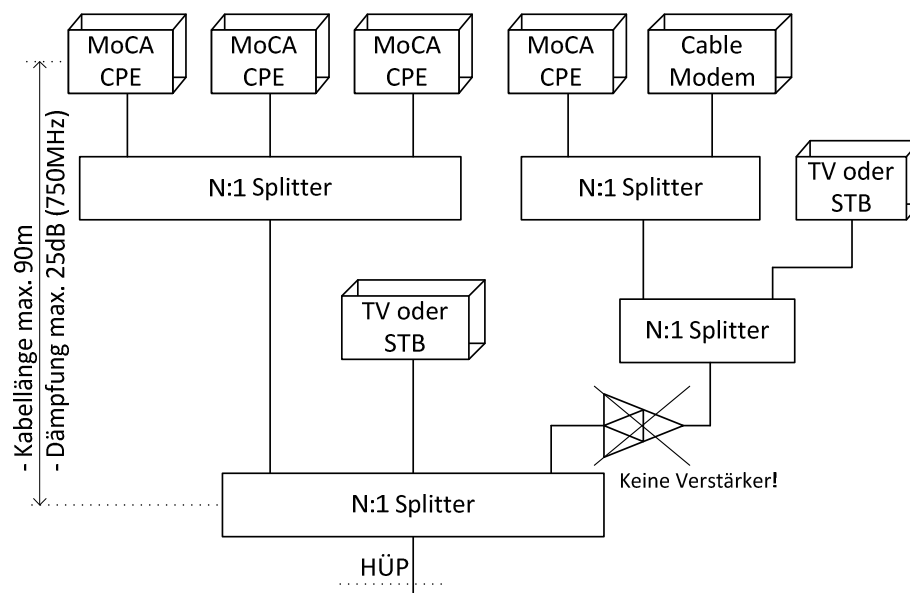 MoCA
CPE
MoCA
CPE
MoCA
CPE
MoCA
CPE
Cable
Modem
N:1 Splitter
N:1 Splitter
TV oder
STB
- Kabellänge max. 90m
- Dämpfung max. 25dB (750MHz)
TV oder
STB
N:1 Splitter
Keine Verstärker!
N:1 Splitter
HÜP